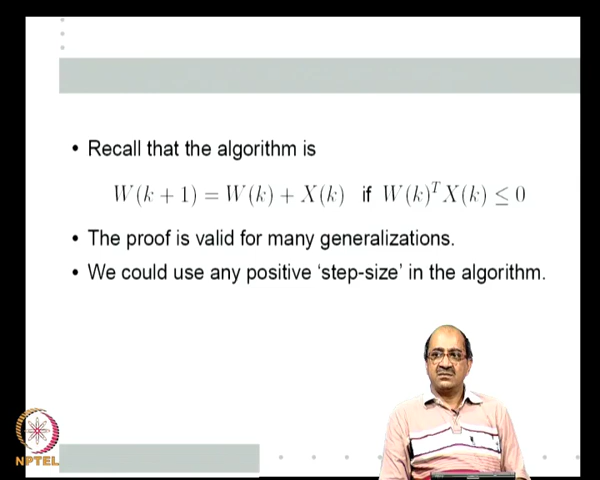 • Recall that the algorithm is
W(k + 1) = W(k) + X(k) if W(k)^T X(k) ≤ 0
• The proof is valid for many generalizations.
• We could use any positive ‘step-size’ in the algorithm.
NPTEL